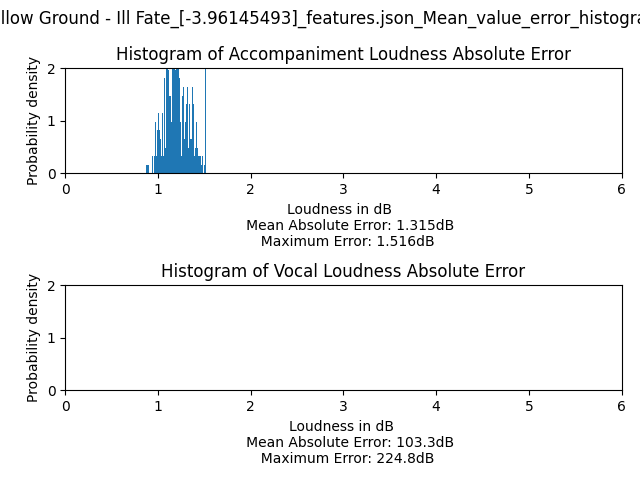 llow Ground - Ill Fate_[-3.96145493]_features.json_Mean_value_error_histogra
Histogram of Accompaniment Loudness Absolute Error
Probability density
2
1
0
0 1 2 3 4 5 6
Loudness in dB
Mean Absolute Error: 1.315dB
Maximum Error: 1.516dB
Histogram of Vocal Loudness Absolute Error
Probability density
2
1
0
0 1 2 3 4 5 6
Loudness in dB
Mean Absolute Error: 103.3dB
Maximum Error: 224.8dB